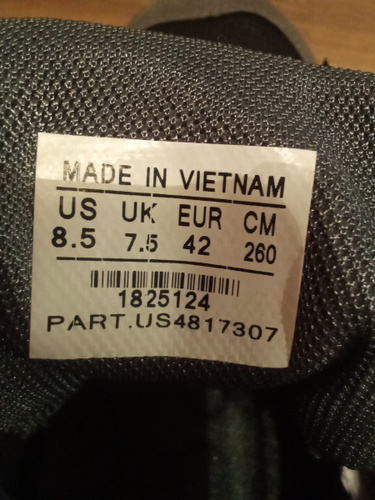 MADE IN VIETNAM
US UK EUR CM
8.5 7.5 42 260
1825124
PART.US4817307